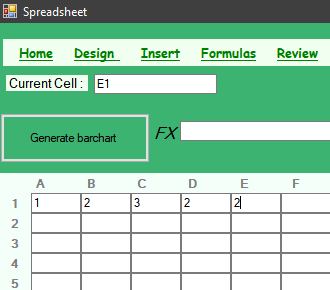 Spreadsheet
Home Design Insert Formulas Review
Current Cell : E1
Generate barchart FX
A B C D E F
1 1 2 3 2 2
2
3
4
5